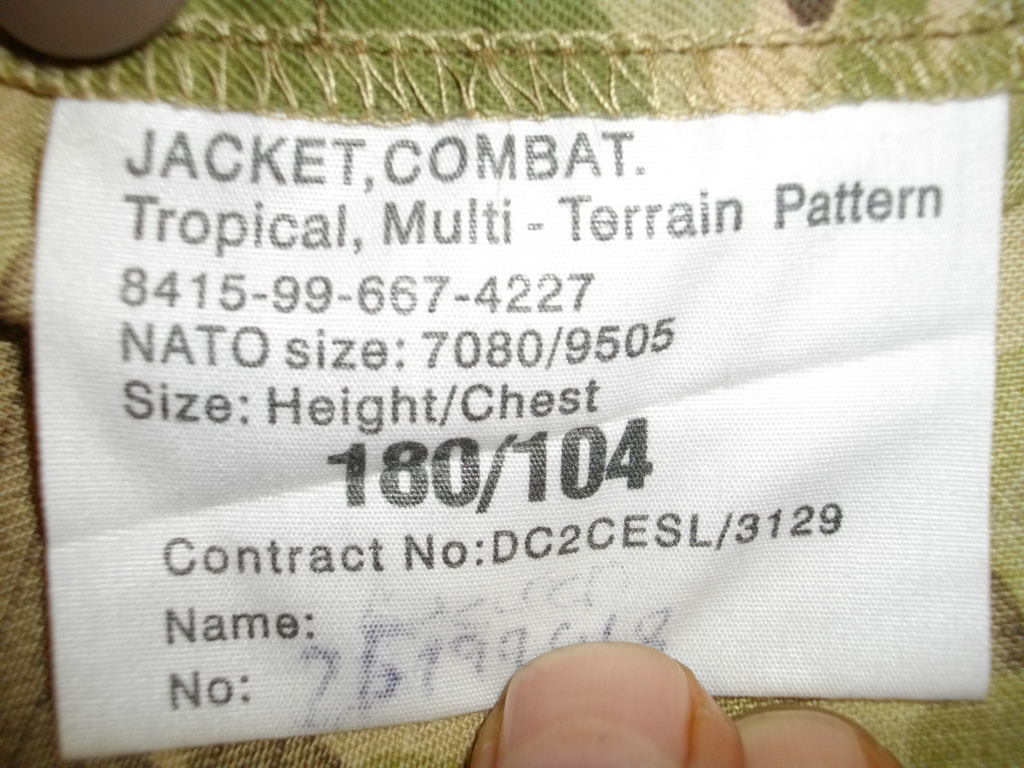 JACKET, COMBAT.
Tropical, Multi - Terrain Pattern
8415-99-667-4227
NATO size: 7080/9505
Size: Height/Chest
180/104
Contract No:DC2CESL/3129
Name:
No: